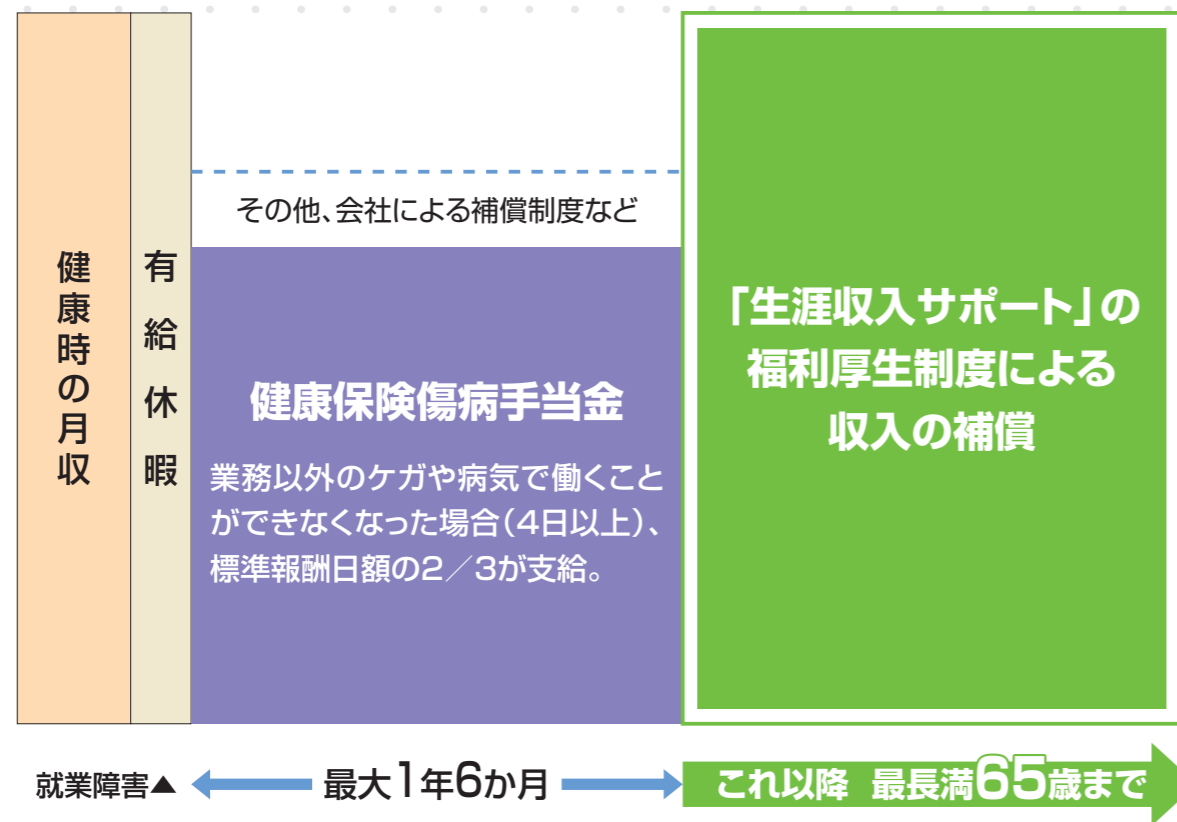 健康時の月収
有給休暇
その他、会社による補償制度など
健康保険傷病手当金
業務以外のケガや病気で働くこと
ができなくなった場合（4日以上）、
標準報酬日額の2／3が支給。
「生涯収入サポート」の
福利厚生制度による
収入の補償
就業障害▲
最大1年6か月
これ以降 最長満65歳まで